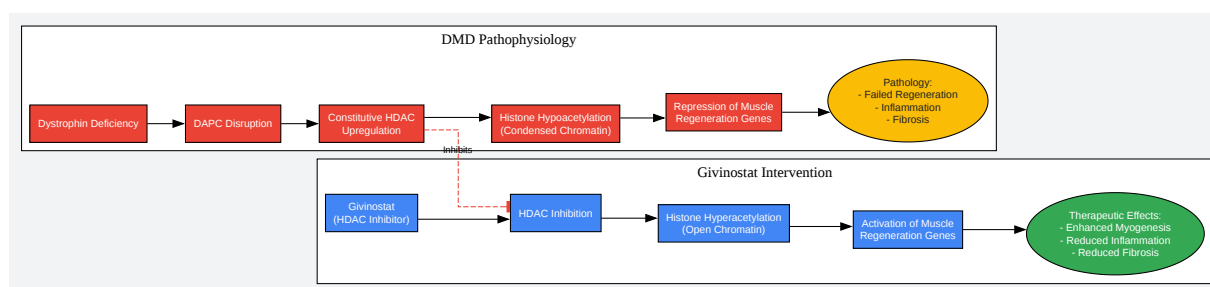 DMD Pathophysiology
Dystrophin Deficiency
DAPC Disruption
Constitutive HDAC
Upregulation
Histone Hypoacetylation
(Condensed Chromatin)
Repression of Muscle
Regeneration Genes
Pathology:
- Failed Regeneration
- Inflammation
- Fibrosis
Inhibits
Givinostat Intervention
Givinostat
(HDAC Inhibitor)
HDAC Inhibition
Histone Hyperacetylation
(Open Chromatin)
Activation of Muscle
Regeneration Genes
Therapeutic Effects:
- Enhanced Myogenesis
- Reduced Inflammation
- Reduced Fibrosis